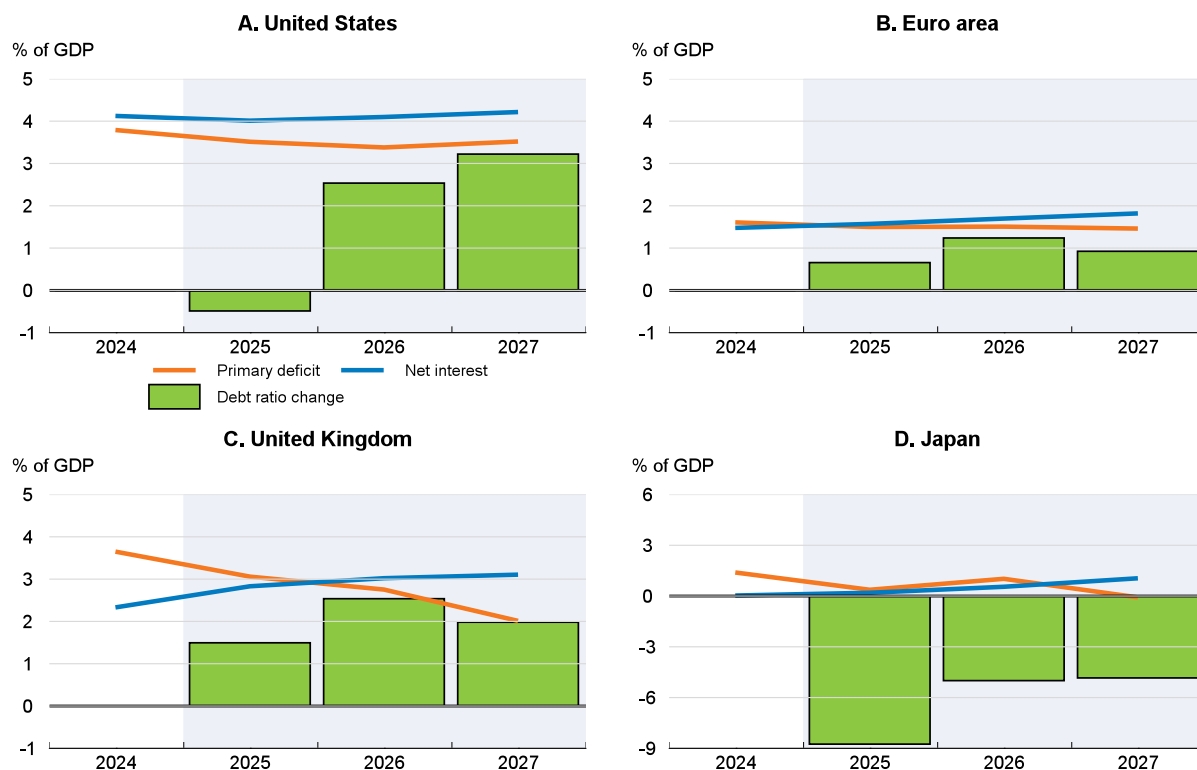 A. United States
% of GDP
5
4
3
2
1
0
-1
2024 2025 2026 2027
Primary deficit Net interest
Debt ratio change
B. Euro area
% of GDP
5
4
3
2
1
0
-1
2024 2025 2026 2027
C. United Kingdom
% of GDP
5
4
3
2
1
0
-1
2024 2025 2026 2027
D. Japan
% of GDP
6
3
0
-3
-6
-9
2024 2025 2026 2027